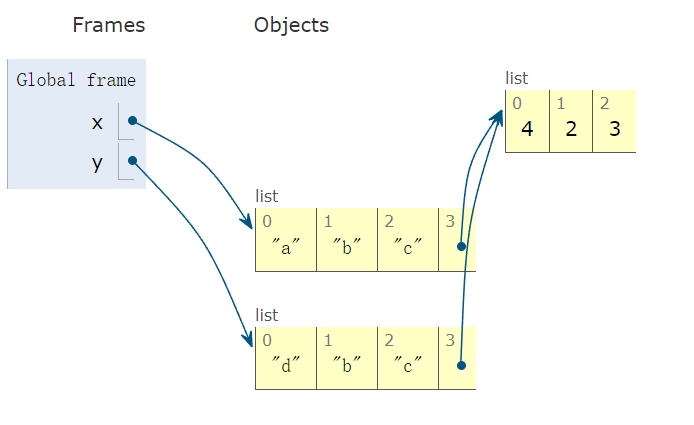 Frames Objects
Global frame
x
y
list
0 1 2
4 2 3
list
0 1 2 3
"a" "b" "c"
list
0 1 2 3
"d" "b" "c"